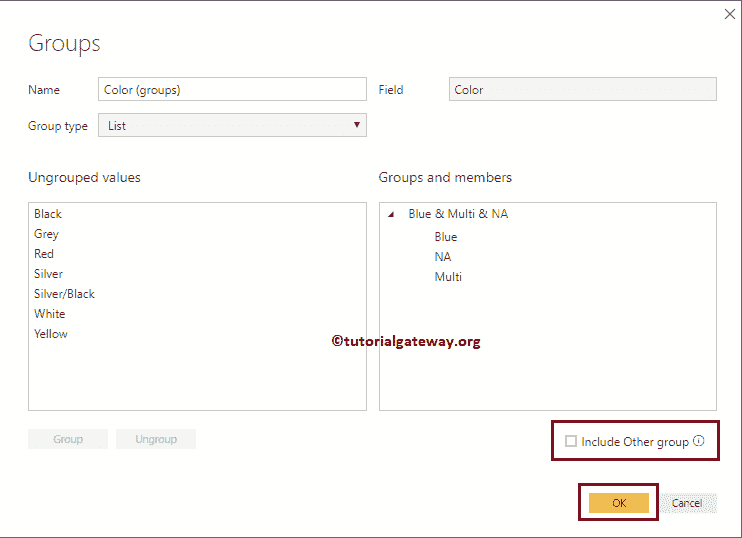 Groups
Name Color (groups) Field Color
Group type List
Ungrouped values
Black
Grey
Red
Silver
Silver/Black
White
Yellow
Groups and members
Blue & Multi & NA
Blue
NA
Multi
©tutorialgateway.org
Group Ungroup
Include Other group
OK Cancel